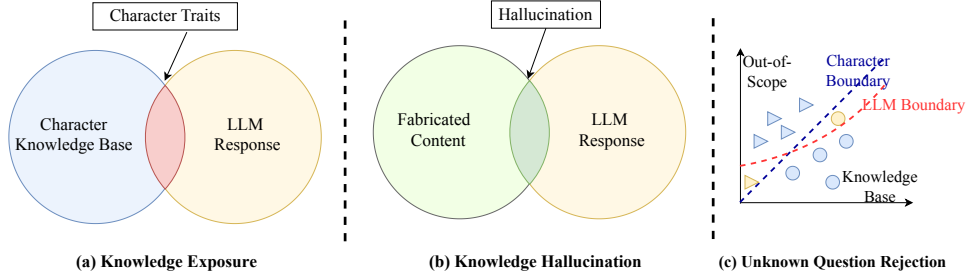 Character Traits
Character
Knowledge Base
LLM
Response
(a) Knowledge Exposure
Hallucination
Fabricated
Content
LLM
Response
(b) Knowledge Hallucination
Out-of-
Scope
Character
Boundary
LLM Boundary
Knowledge
Base
(c) Unknown Question Rejection